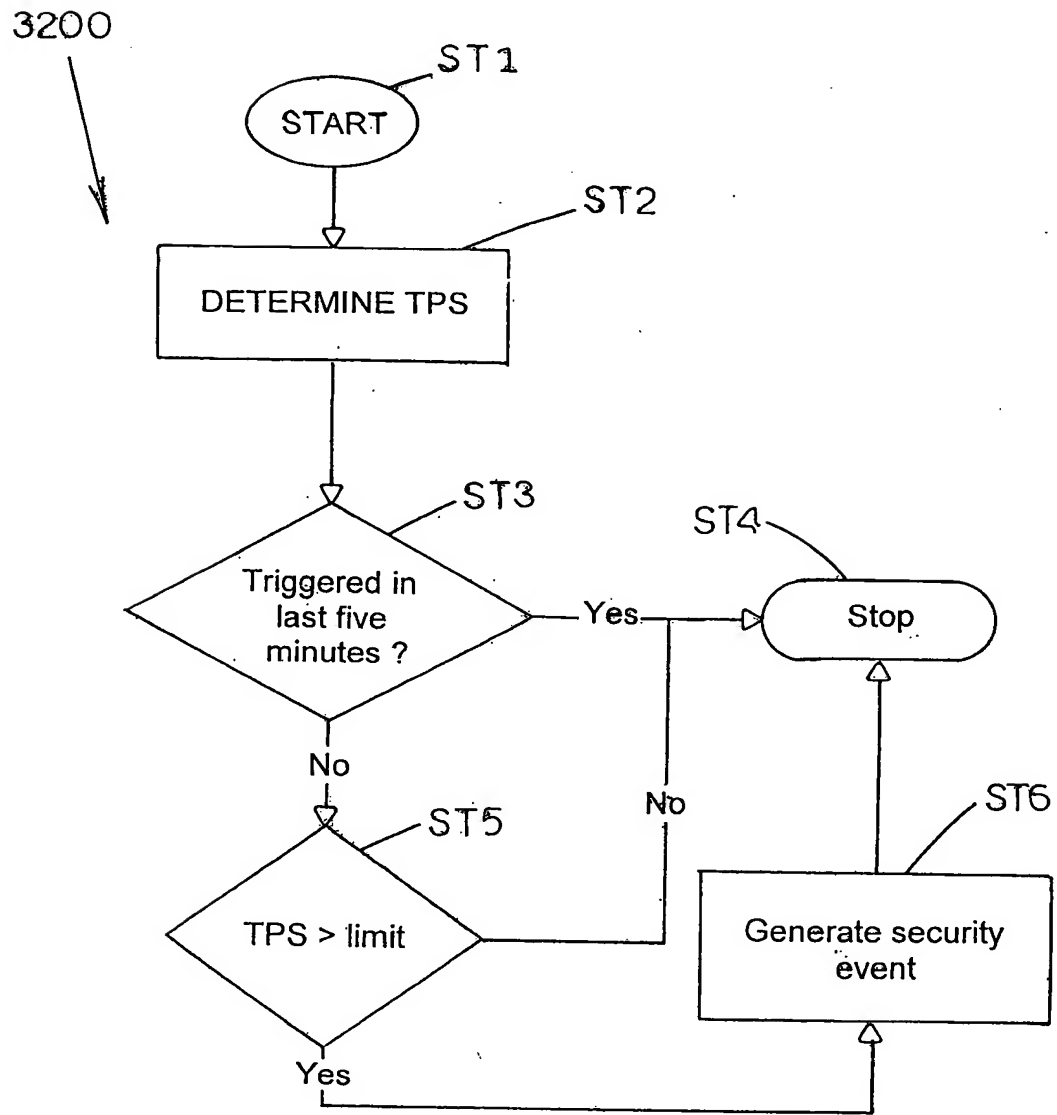 3200
ST1
START
ST2
DETERMINE TPS
ST3
Triggered in
last five
minutes ?
Yes
ST4
Stop
No
No
ST5
TPS > limit
ST6
Generate security
event
Yes